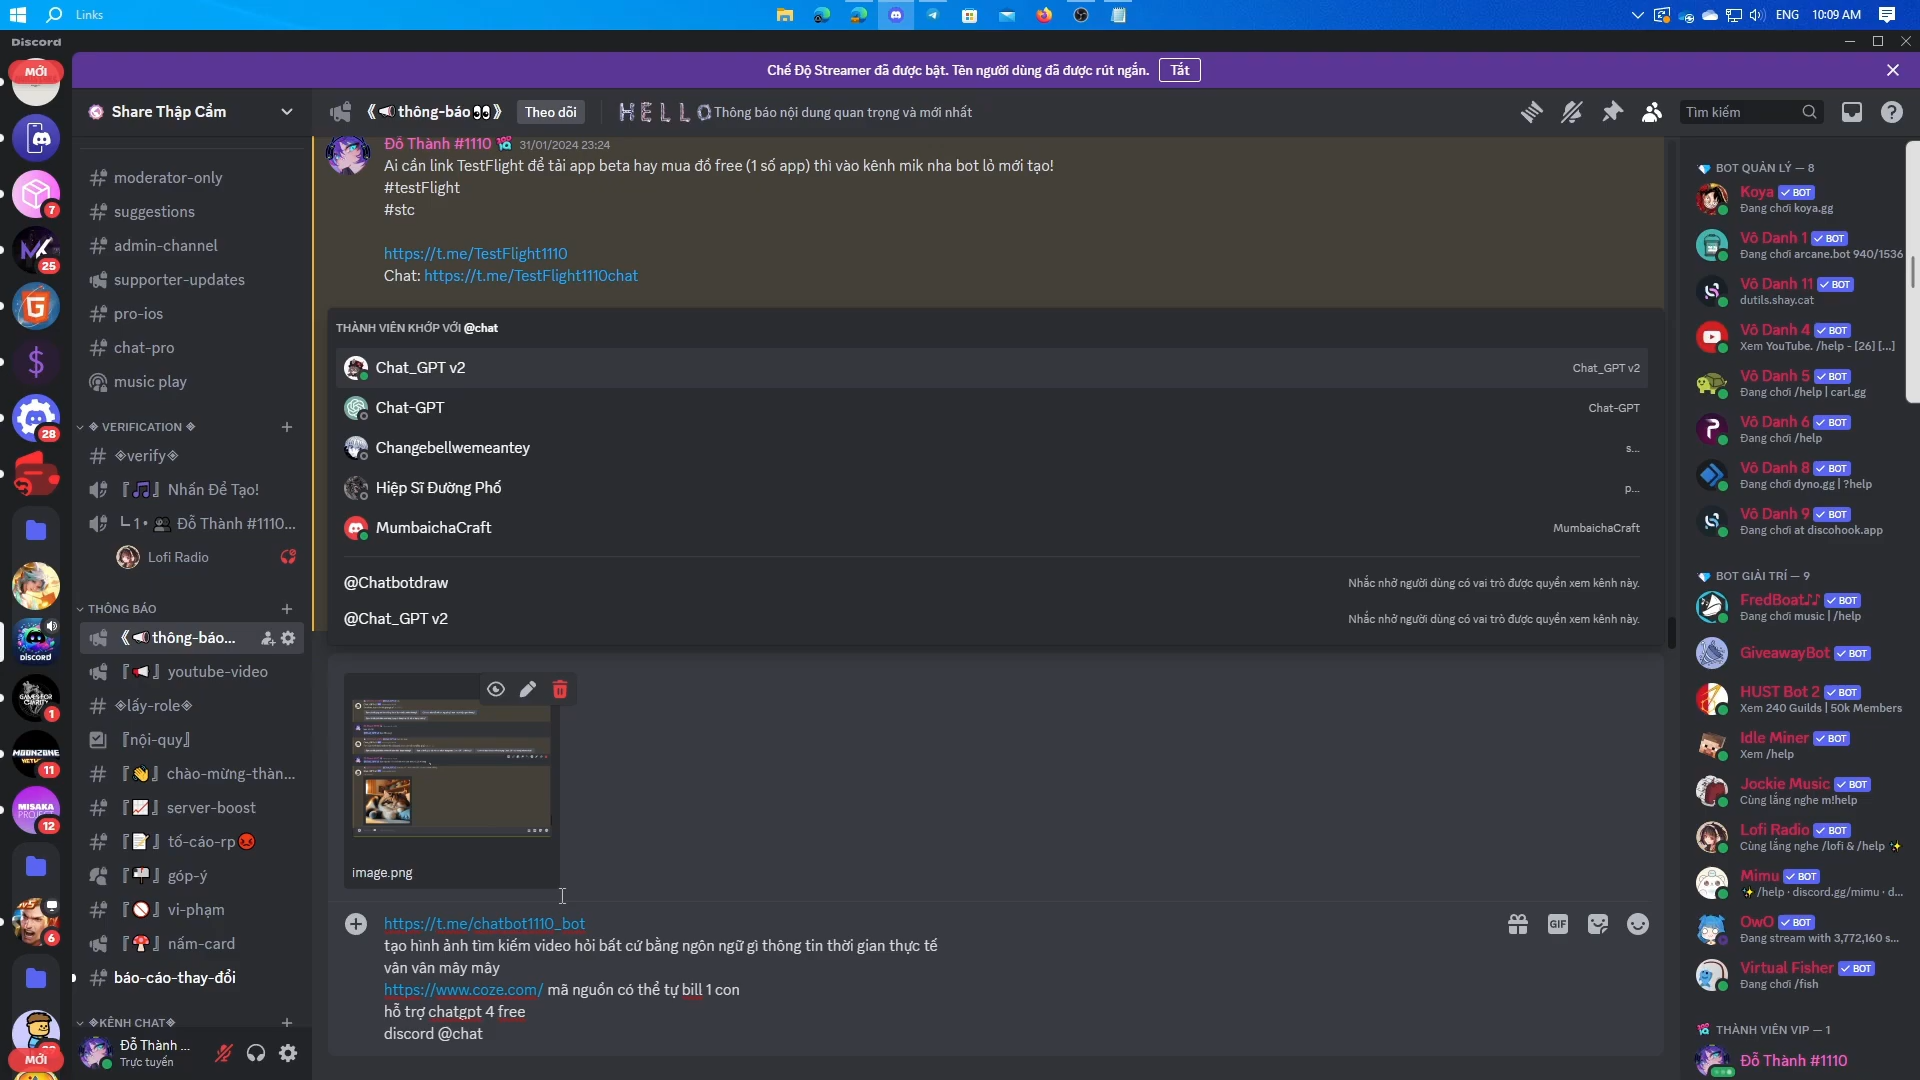 Links
ENG
10:09 AM
Discord
Chế Độ Streamer đã được bật. Tên người dùng đã được rút ngắn.
Tắt
MỚI
Share Thập Cẩm
《📢thông-báo👀》
Theo dõi
HELLO Thông báo nội dung quan trọng và mới nhất
Tìm kiếm
7
25
28
DISCORD
1
MOONZONE
11
MISAKA
PROJECT
12
6
MỚI
moderator-only
suggestions
admin-channel
supporter-updates
pro-ios
chat-pro
music play
◈ VERIFICATION ◈
◈verify◈
『🎵』 Nhấn Để Tạo!
└1• 👥 Đỗ Thành #1110...
Lofi Radio
THÔNG BÁO
《📢thông-báo...
『📢』 youtube-video
◈lấy-role◈
『nội-quy』
『👋』 chào-mừng-thàn...
『📈』 server-boost
『📝』 tố-cáo-rp😡
『📬』 góp-ý
『🚫』 vi-phạm
『🍄』 nấm-card
báo-cáo-thay-đổi
◈KÊNH CHAT◈
Đỗ Thành ...
Trực tuyến
Đỗ Thành #1110 31/01/2024 23:24
Ai cần link TestFlight để tải app beta hay mua đồ free (1 số app) thì vào kênh mik nha bot lỏ mới tạo!
#testFlight
#stc
https://t.me/TestFlight1110
Chat: https://t.me/TestFlight1110chat
THÀNH VIÊN KHỚP VỚI @chat
Chat_GPT v2 Chat_GPT v2
Chat-GPT Chat-GPT
Changebellwemeantey s...
Hiệp Sĩ Đường Phố p...
MumbaichaCraft MumbaichaCraft
@Chatbotdraw Nhắc nhở người dùng có vai trò được quyền xem kênh này.
@Chat_GPT v2 Nhắc nhở người dùng có vai trò được quyền xem kênh này.
image.png
https://t.me/chatbot1110_bot
tạo hình ảnh tìm kiếm video hỏi bất cứ bằng ngôn ngữ gì thông tin thời gian thực tế
vân vân mây mây
https://www.coze.com/ mã nguồn có thể tự bill 1 con
hỗ trợ chatgpt 4 free
discord @chat
GIF
BOT QUẢN LÝ — 8
Koya BOT
Đang chơi koya.gg
Vô Danh 1 BOT
Đang chơi arcane.bot 940/1536
Vô Danh 11 BOT
dutils.shay.cat
Vô Danh 4 BOT
Xem YouTube. /help - [26] [...]
Vô Danh 5 BOT
Đang chơi /help | carl.gg
Vô Danh 6 BOT
Đang chơi /help
Vô Danh 8 BOT
Đang chơi dyno.gg | ?help
Vô Danh 9 BOT
Đang chơi at discohook.app
BOT GIẢI TRÍ — 9
FredBoat♪♪ BOT
Đang chơi music | /help
GiveawayBot BOT
HUST Bot 2 BOT
Xem 240 Guilds | 50k Members
Idle Miner BOT
Xem /help
Jockie Music BOT
Cùng lắng nghe m!help
Lofi Radio BOT
Cùng lắng nghe /lofi & /help ✨
Mimu BOT
✨ /help · discord.gg/mimu · d...
OwO BOT
Đang stream với 3,772,160 s...
Virtual Fisher BOT
Đang chơi /fish
THÀNH VIÊN VIP — 1
Đỗ Thành #1110